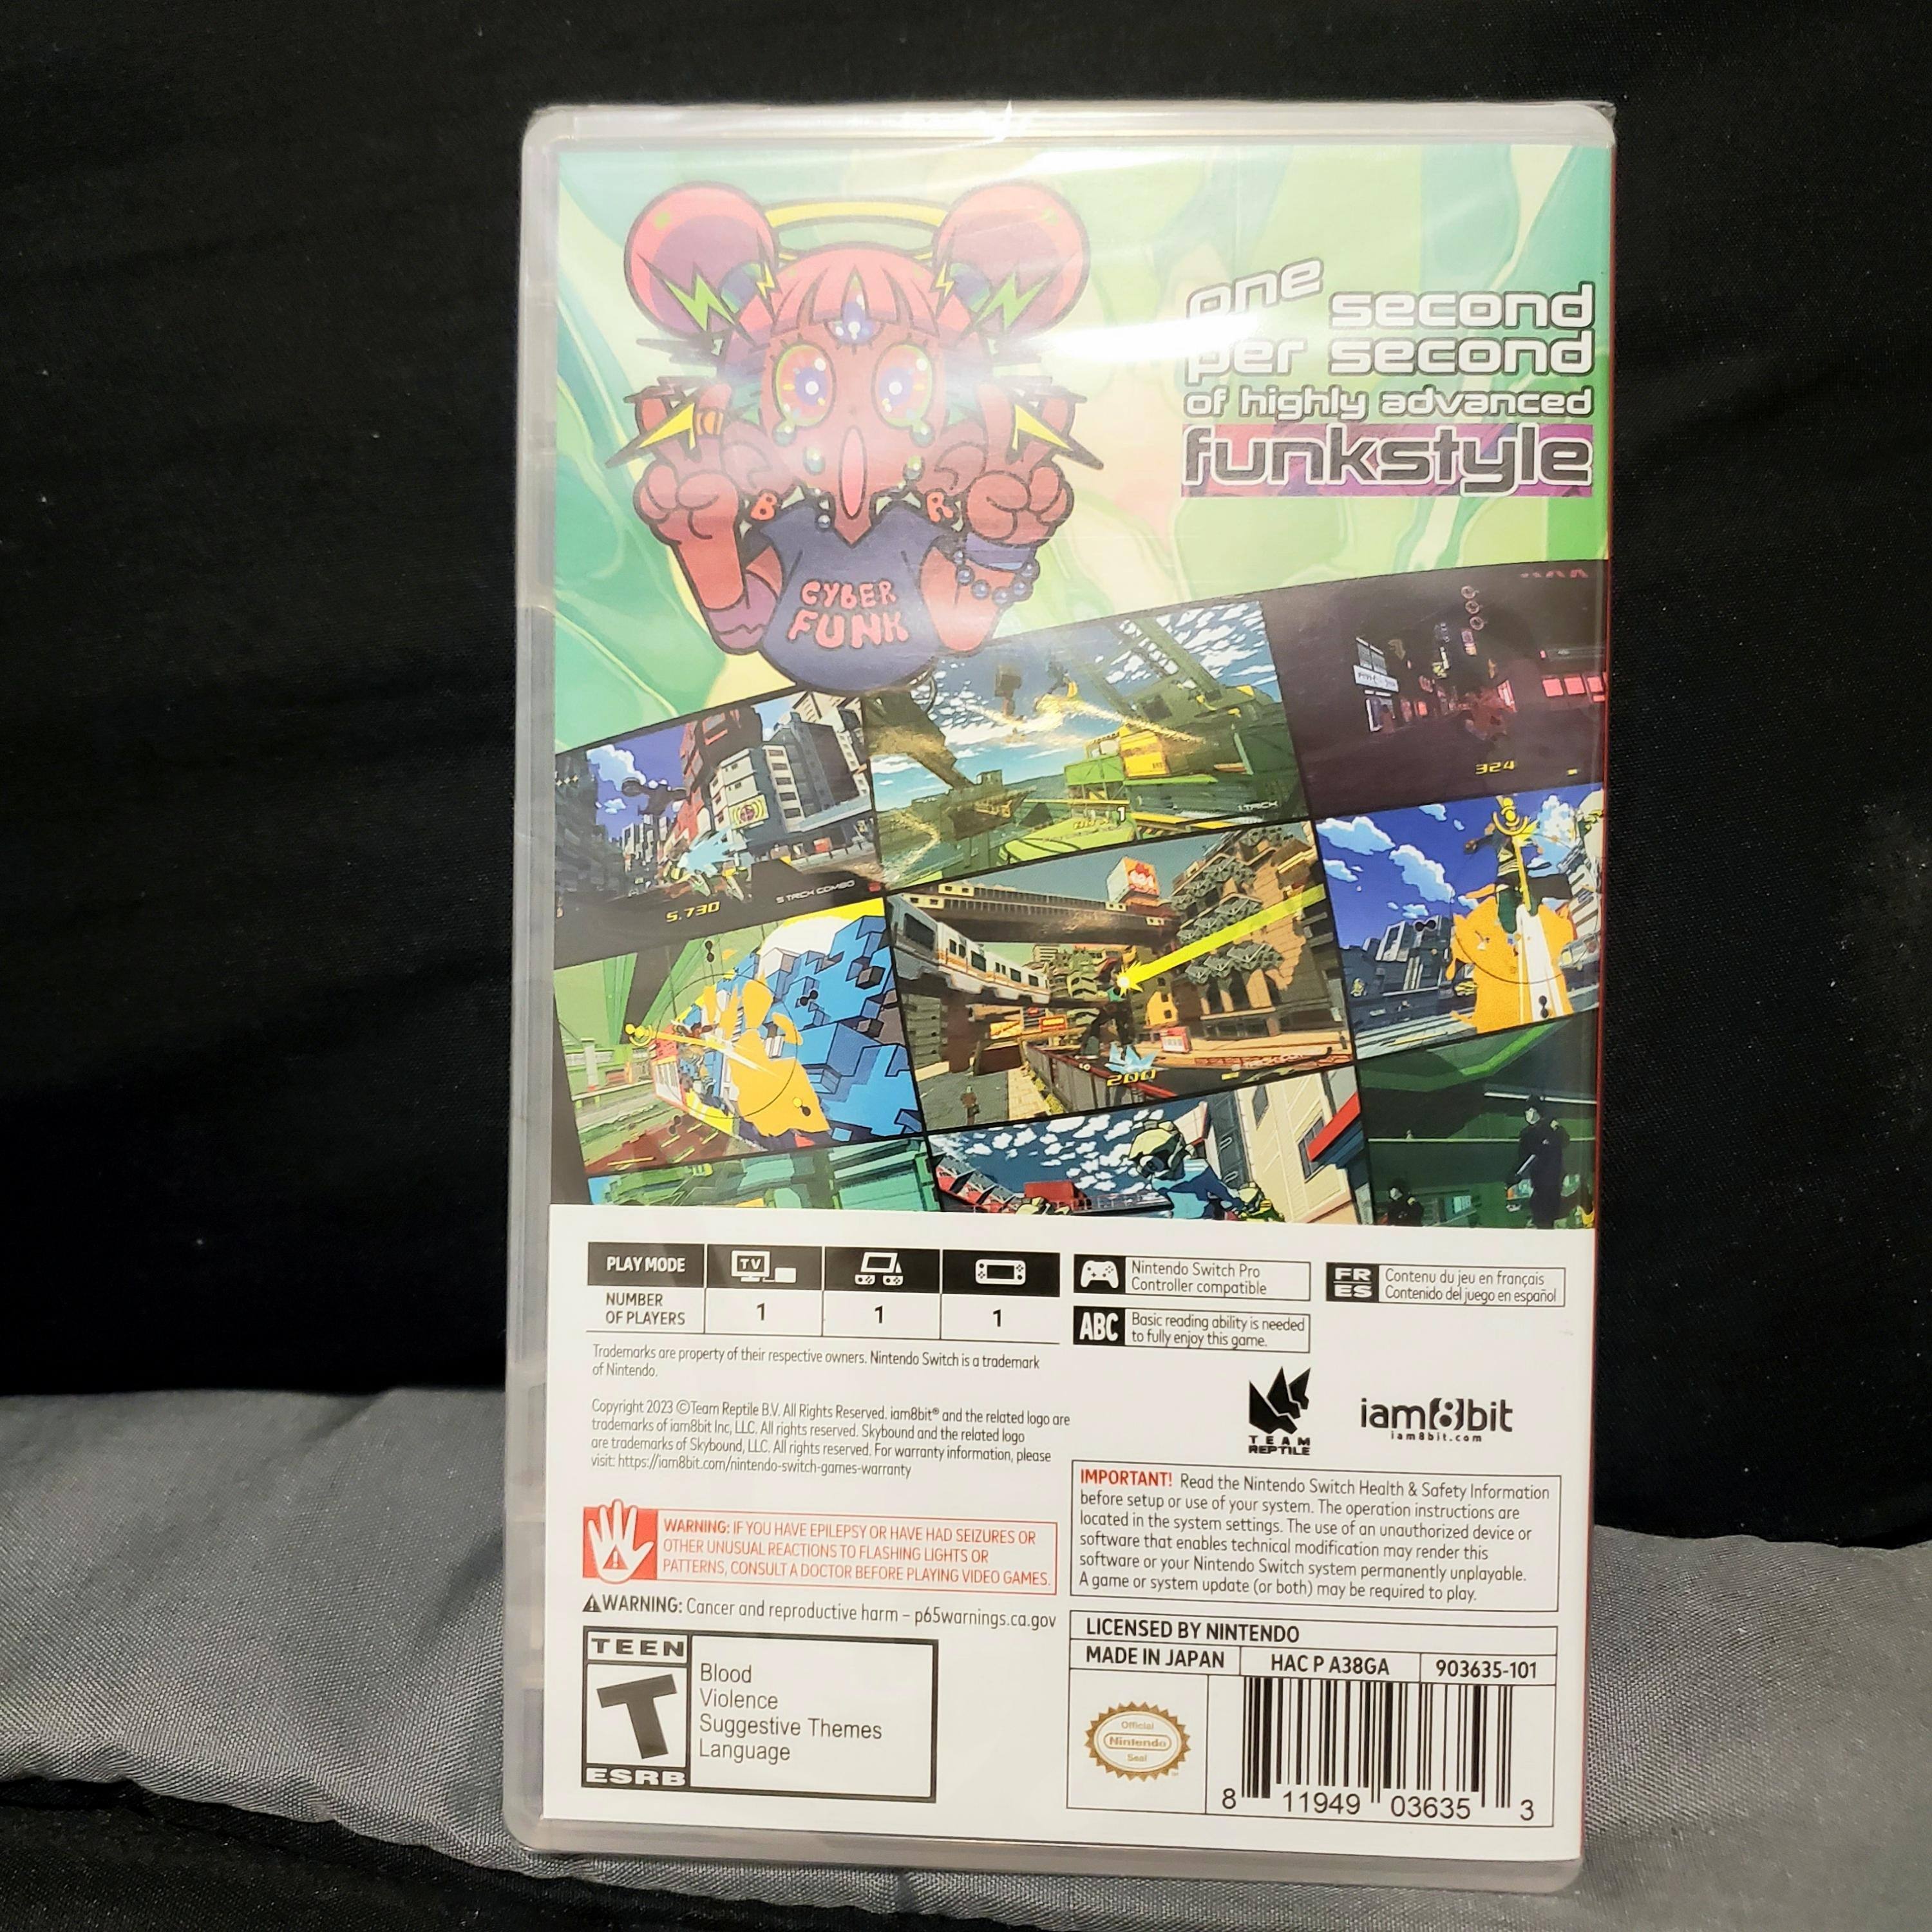 one second
per second
of highly advanced
funkstyle
B R
CYBER
FUNK
324
1 TRICK
1
5 TRICK COMBO
5.730
200
PLAY MODE
TV
NUMBER
OF PLAYERS
1
1
1
Nintendo Switch Pro
Controller compatible
FR
ES
Contenu du jeu en français
Contenido del juego en español
ABC
Basic reading ability is needed
to fully enjoy this game.
Trademarks are property of their respective owners. Nintendo Switch is a trademark
of Nintendo.
Copyright 2023 ©Team Reptile B.V. All Rights Reserved. iam8bit® and the related logo are
trademarks of iam8bit Inc, LLC. All rights reserved. Skybound and the related logo
are trademarks of Skybound, LLC. All rights reserved. For warranty information, please
visit: https://iam8bit.com/nintendo-switch-games-warranty
TEAM
REPTILE
iam8bit
iam8bit.com
WARNING: IF YOU HAVE EPILEPSY OR HAVE HAD SEIZURES OR
OTHER UNUSUAL REACTIONS TO FLASHING LIGHTS OR
PATTERNS, CONSULT A DOCTOR BEFORE PLAYING VIDEO GAMES.
WARNING: Cancer and reproductive harm – p65warnings.ca.gov
IMPORTANT! Read the Nintendo Switch Health & Safety Information
before setup or use of your system. The operation instructions are
located in the system settings. The use of an unauthorized device or
software that enables technical modification may render this
software or your Nintendo Switch system permanently unplayable.
A game or system update (or both) may be required to play.
TEEN
T
ESRB
Blood
Violence
Suggestive Themes
Language
LICENSED BY NINTENDO
MADE IN JAPAN
HAC P A38GA
903635-101
Official
Nintendo
Seal
8 11949 03635 3